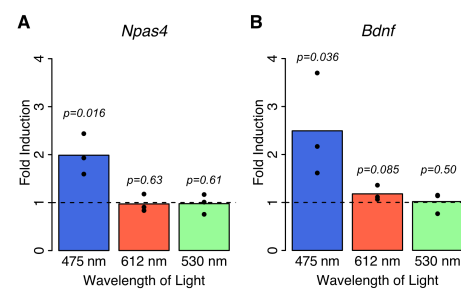 A
Npas4
Fold Induction
4
3
2
1
0
p=0.016
p=0.63
p=0.61
475 nm 612 nm 530 nm
Wavelength of Light
B
Bdnf
Fold Induction
4
3
2
1
0
p=0.036
p=0.085
p=0.50
475 nm 612 nm 530 nm
Wavelength of Light